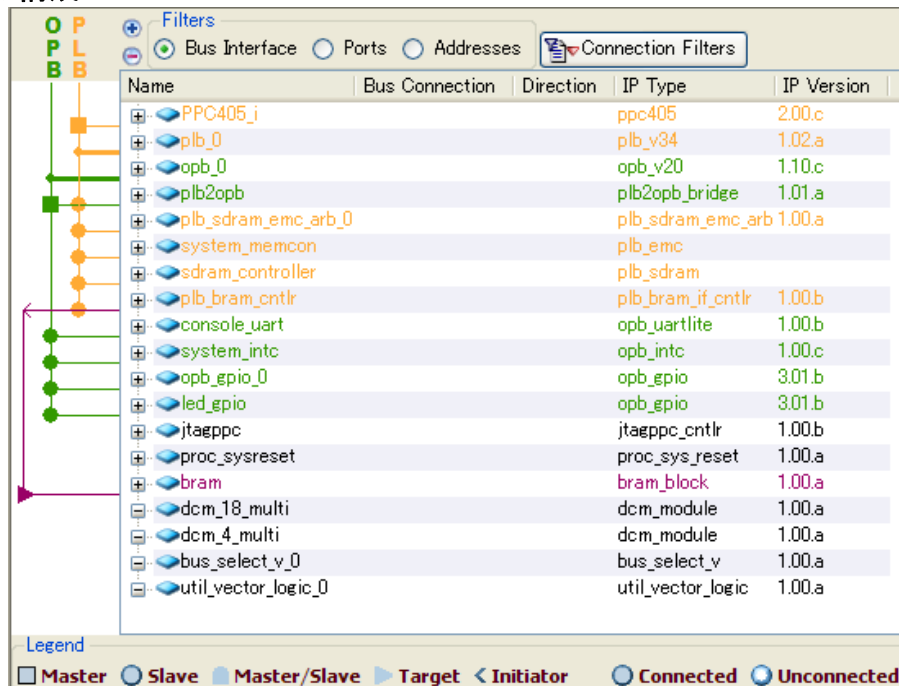 O P
P L
B B
Filters
Bus Interface Ports Addresses Connection Filters
Name Bus Connection Direction IP Type IP Version
PPC405_i ppc405 2.00.c
plb_0 plb_v34 1.02.a
opb_0 opb_v20 1.10.c
plb2opb plb2opb_bridge 1.01.a
plb_sdram_emc_arb_0 plb_sdram_emc_arb 1.00.a
system_memcon plb_emc
sdram_controller plb_sdram
plb_bram_cntlr plb_bram_if_cntlr 1.00.b
console_uart opb_uartlite 1.00.b
system_intc opb_intc 1.00.c
opb_gpio_0 opb_gpio 3.01.b
led_gpio opb_gpio 3.01.b
jtagppc jtagppc_cntlr 1.00.b
proc_sysreset proc_sys_reset 1.00.a
bram bram_block 1.00.a
dcm_18_multi dcm_module 1.00.a
dcm_4_multi dcm_module 1.00.a
bus_select_v_0 bus_select_v 1.00.a
util_vector_logic_0 util_vector_logic 1.00.a
Legend
Master Slave Master/Slave Target Initiator Connected Unconnected